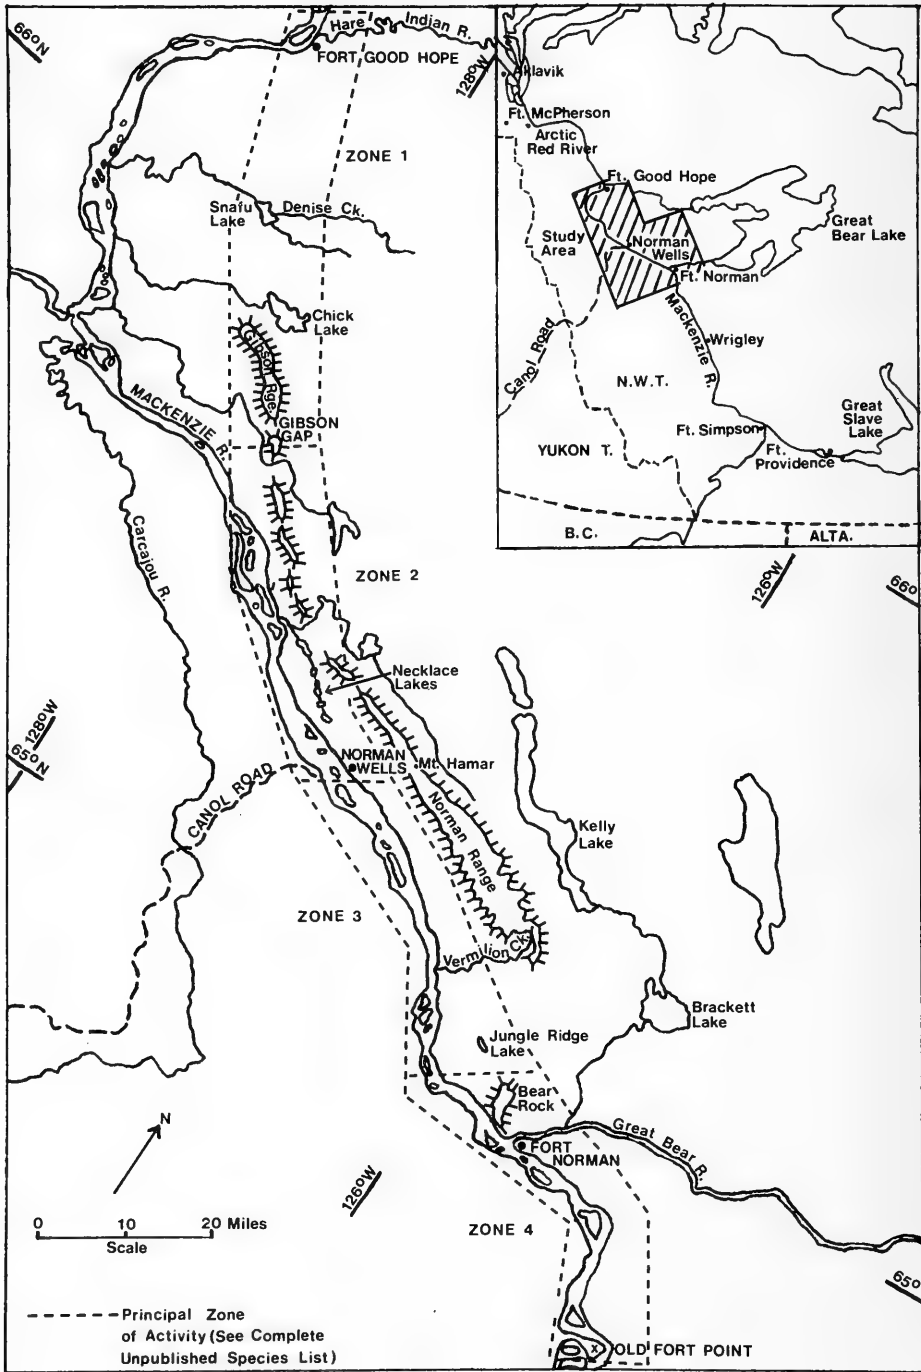 66°N
Hare
Indian R.
FORT GOOD HOPE
128°W
ZONE 1
Snafu
Lake
Denise Ck.
Chick
Lake
Gibson Rge.
GIBSON
GAP
MACKENZIE R.
Carcajou R.
ZONE 2
Necklace
Lakes
128°W
65°N
NORMAN
WELLS
Mt. Hamar
CANOL ROAD
Norman Range
Kelly
Lake
ZONE 3
Vermilion Ck.
Brackett
Lake
Jungle Ridge
Lake
Bear
Rock
N
Great Bear R.
FORT
NORMAN
126°W
ZONE 4
0 10 20 Miles
Scale
65°
Principal Zone
of Activity (See Complete
Unpublished Species List)
x OLD FORT POINT
Aklavik
Ft. McPherson
Arctic
Red River
Ft. Good Hope
Study
Area
Norman
Wells
Great
Bear Lake
Ft. Norman
Mackenzie R.
Canol Road
Wrigley
N.W.T.
Great
Slave
Lake
Ft. Simpson
YUKON T.
Ft.
Providence
B.C.
ALTA.
126°W
66°